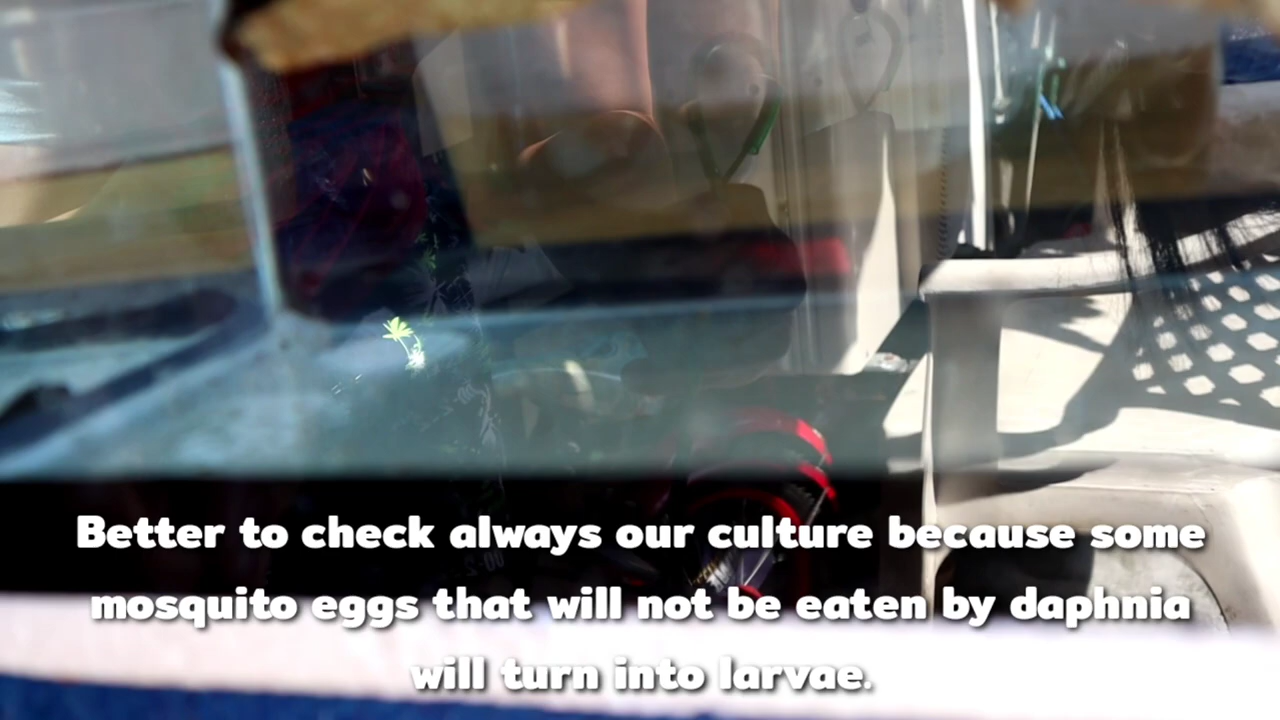 Better to check always our culture because some
mosquito eggs that will not be eaten by daphnia
will turn into larvae.